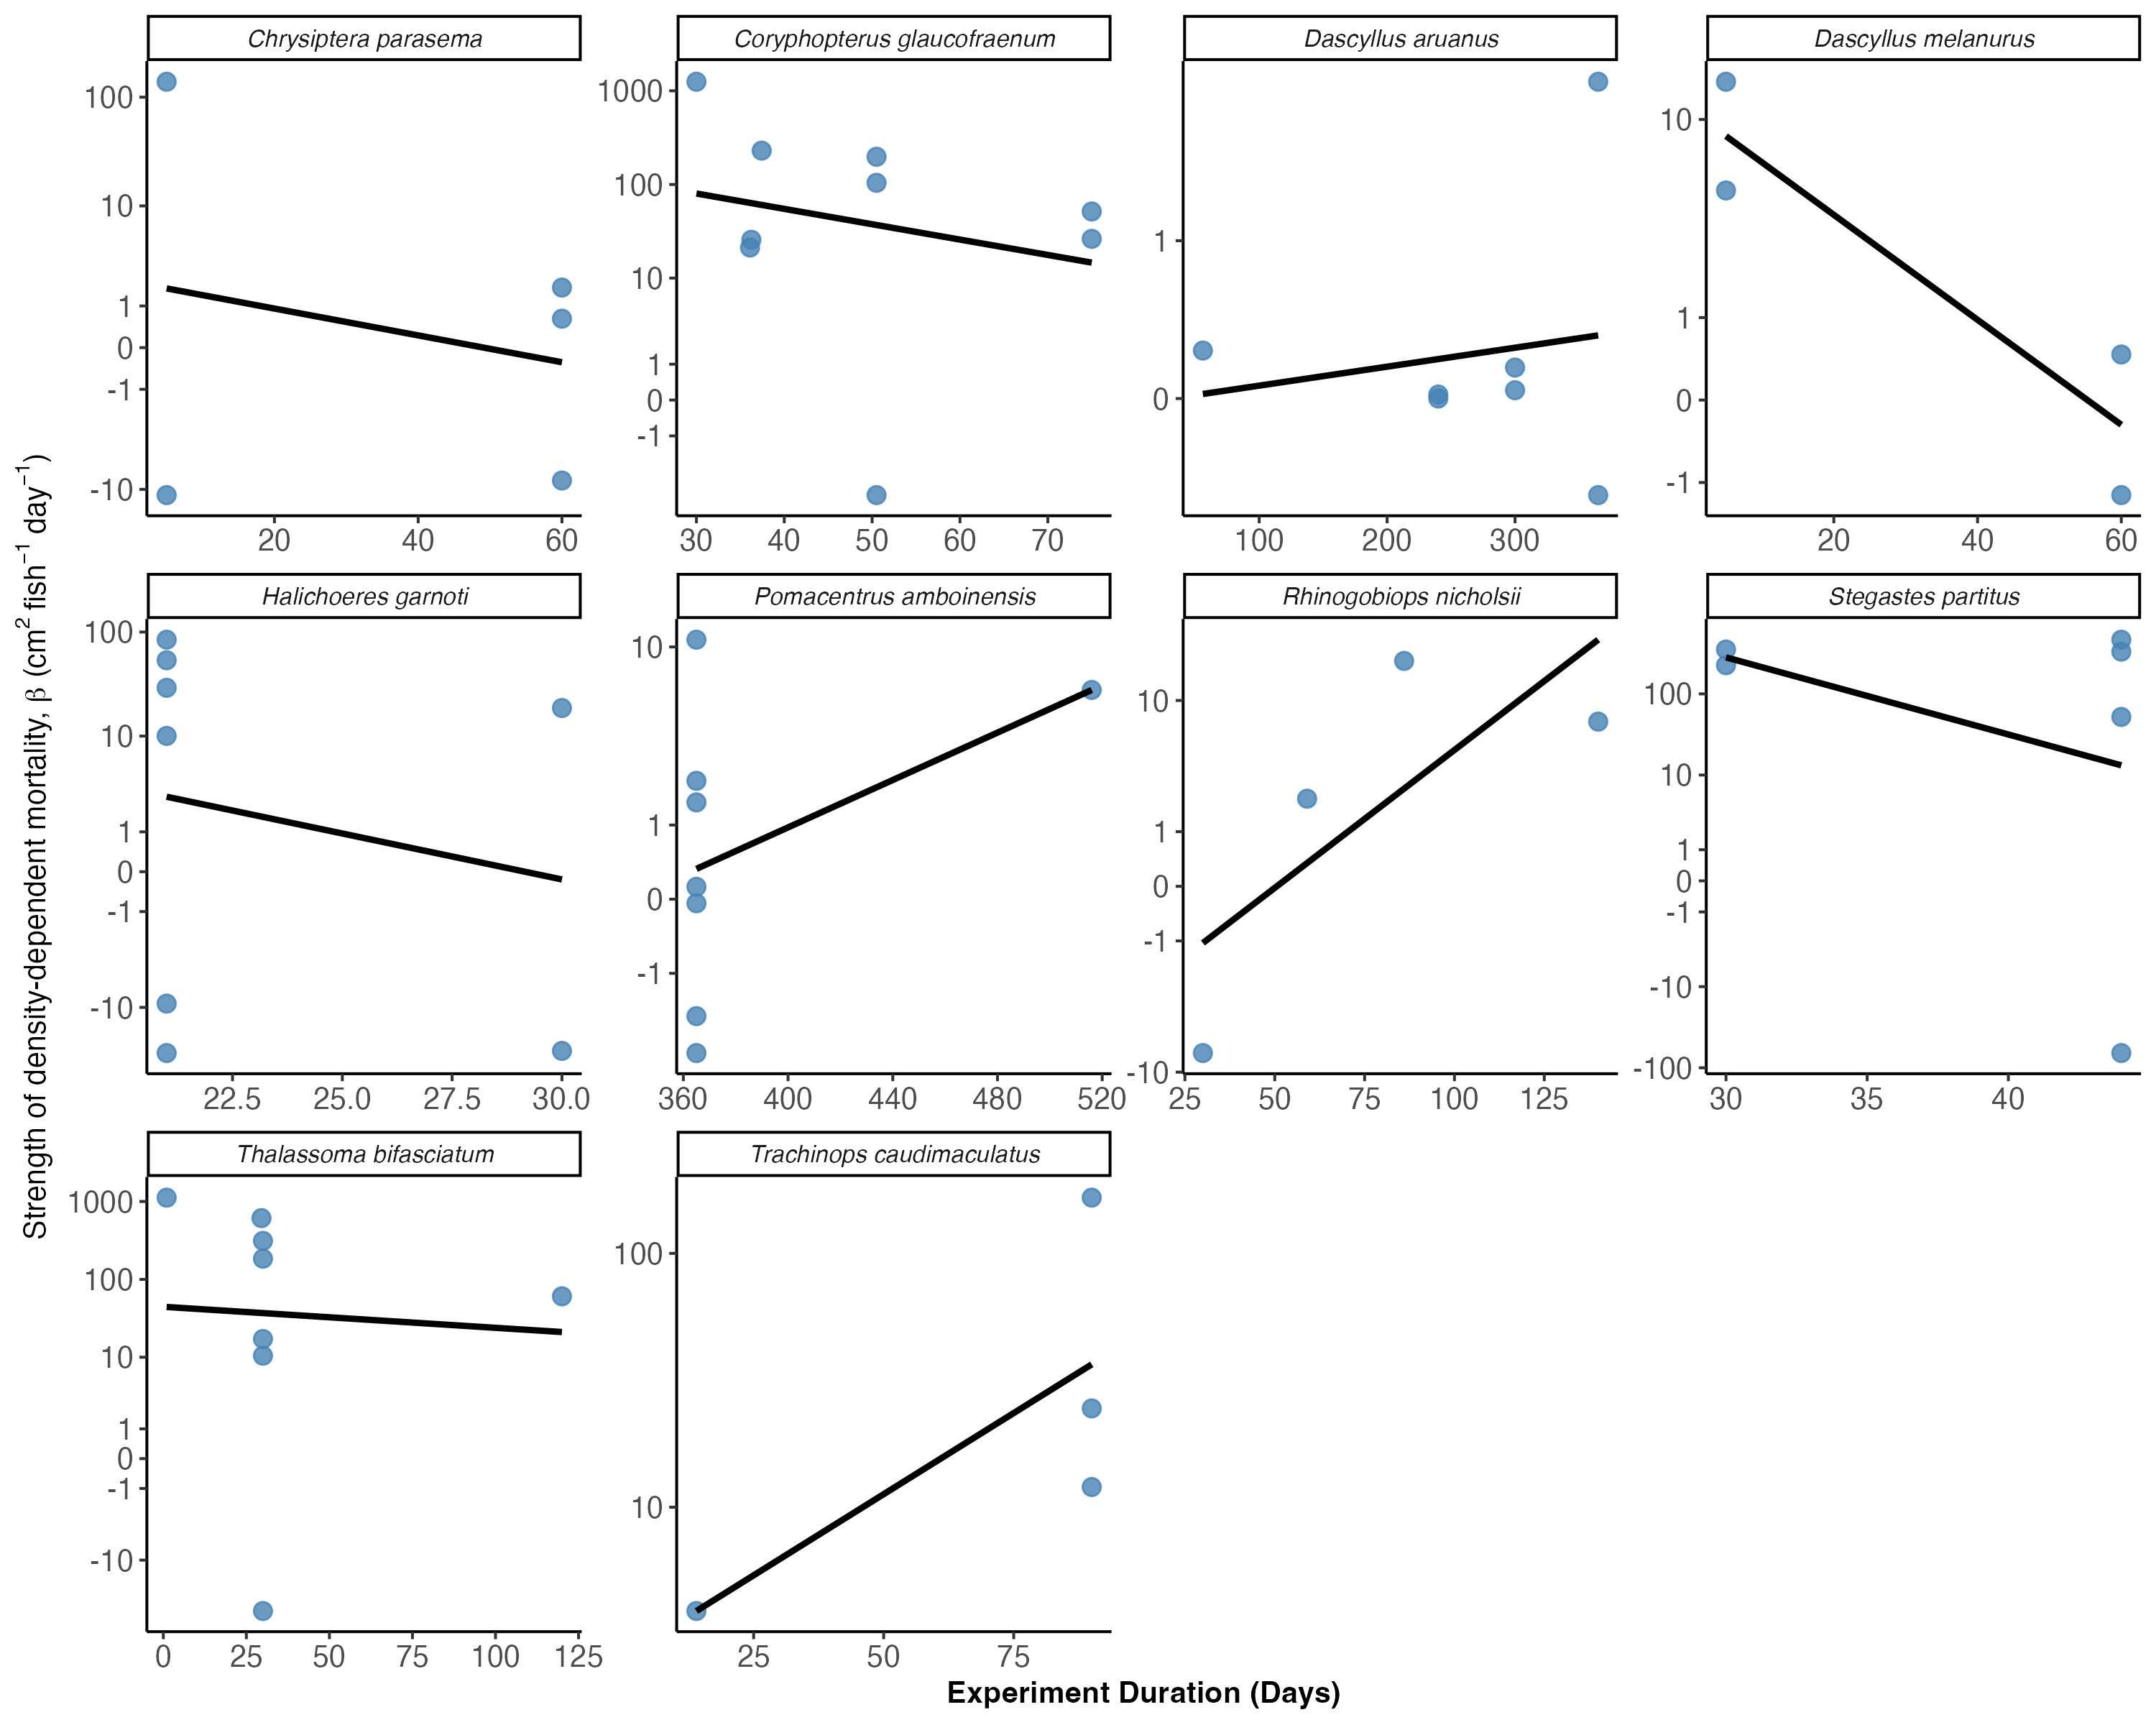 Chrysiptera parasema
Coryphopterus glaucofraenum
Dascyllus aruanus
Dascyllus melanurus
100
10
1
0
-1
-10
20 40 60
1000
100
10
1
0
-1
30 40 50 60 70
1
0
100 200 300
10
1
0
-1
20 40 60
Strength of density-dependent mortality, β (cm² fish⁻¹ day⁻¹)
Halichoeres garnoti
Pomacentrus amboinensis
Rhinogobiops nicholsii
Stegastes partitus
100
10
1
0
-1
-10
22.5 25.0 27.5 30.0
10
1
0
-1
360 400 440 480 520
10
1
0
-1
-10
25 50 75 100 125
100
10
1
0
-1
-10
-100
30 35 40
Thalassoma bifasciatum
Trachinops caudimaculatus
1000
100
10
1
0
-1
-10
0 25 50 75 100 125
100
10
25 50 75
Experiment Duration (Days)